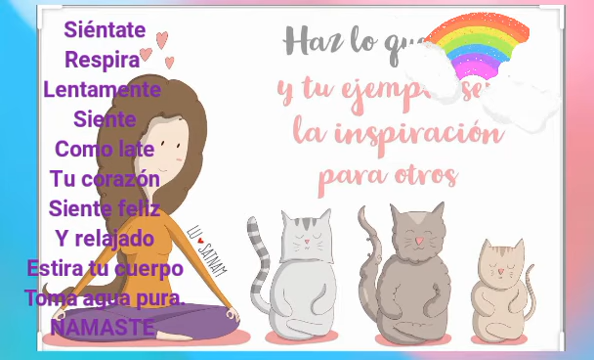 Siéntate
Respira
Lentamente
Siente
Como late
Tu corazón
Siente feliz
Y relajado
Estira tu cuerpo
Toma agua pura.
NAMASTE
Haz lo que
y tu
la inspiración
para otros
LU ♥ SATNAM